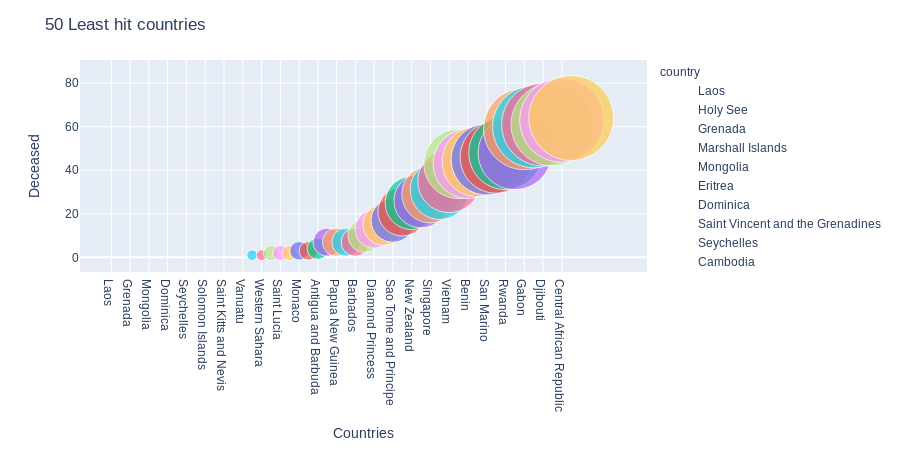 50 Least hit countries
Deceased
80
60
40
20
0
Laos
Grenada
Mongolia
Dominica
Seychelles
Solomon Islands
Saint Kitts and Nevis
Vanuatu
Western Sahara
Saint Lucia
Monaco
Antigua and Barbuda
Papua New Guinea
Barbados
Diamond Princess
Sao Tome and Principe
New Zealand
Singapore
Vietnam
Benin
San Marino
Rwanda
Gabon
Djibouti
Central African Republic
Countries
country
Laos
Holy See
Grenada
Marshall Islands
Mongolia
Eritrea
Dominica
Saint Vincent and the Grenadines
Seychelles
Cambodia